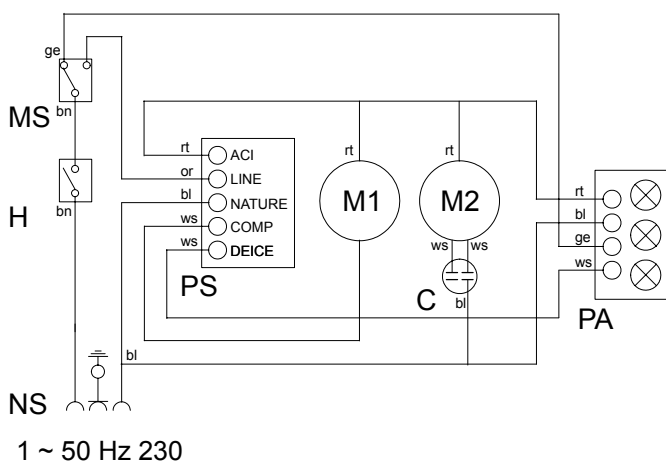 ge
MS
bn
rt
rt
rt
ACI
or
LINE
bl
NATURE
ws
COMP
ws
DEICE
PS
M1
M2
ws
ws
C
bl
H
bn
rt
bl
ge
ws
PA
bl
NS
1 ~ 50 Hz 230